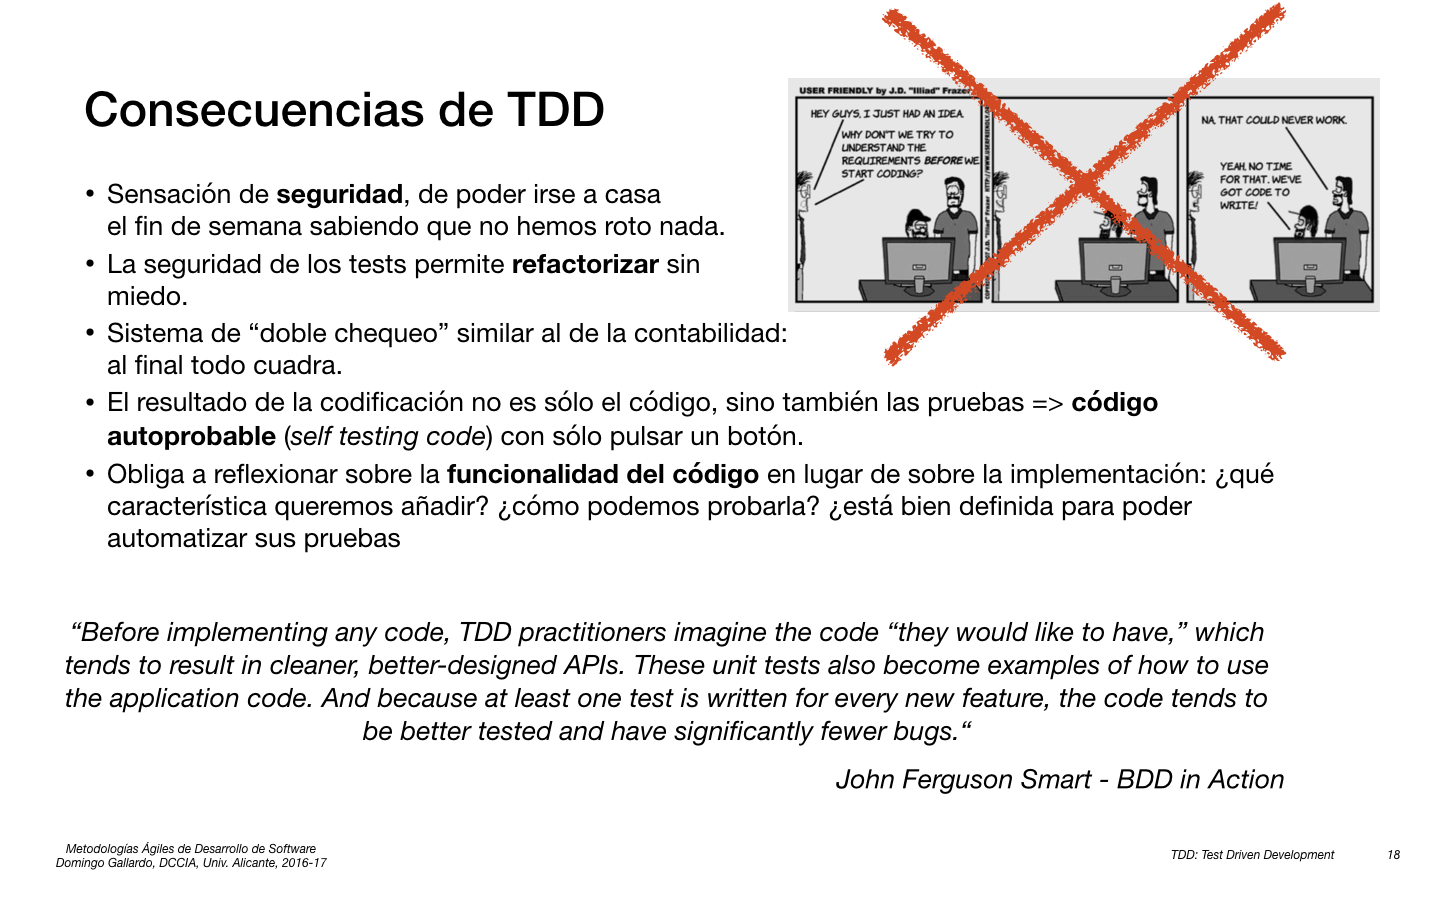 Consecuencias de TDD
USER FRIENDLY by J.D. "Illiad" Frazer
HEY GUYS, I JUST HAD AN IDEA.
WHY DON'T WE TRY TO
UNDERSTAND THE
REQUIREMENTS BEFORE WE
START CODING?
NA, THAT COULD NEVER WORK.
YEAH, NO TIME
FOR THAT. WE'VE
GOT CODE TO
WRITE!
• Sensación de seguridad, de poder irse a casa
el fin de semana sabiendo que no hemos roto nada.
• La seguridad de los tests permite refactorizar sin
miedo.
• Sistema de “doble chequeo” similar al de la contabilidad:
al final todo cuadra.
• El resultado de la codificación no es sólo el código, sino también las pruebas => código
autoprobable (self testing code) con sólo pulsar un botón.
• Obliga a reflexionar sobre la funcionalidad del código en lugar de sobre la implementación: ¿qué
característica queremos añadir? ¿cómo podemos probarla? ¿está bien definida para poder
automatizar sus pruebas
“Before implementing any code, TDD practitioners imagine the code “they would like to have,” which
tends to result in cleaner, better-designed APIs. These unit tests also become examples of how to use
the application code. And because at least one test is written for every new feature, the code tends to
be better tested and have significantly fewer bugs.“
John Ferguson Smart - BDD in Action
Metodologías Ágiles de Desarrollo de Software
Domingo Gallardo, DCCIA, Univ. Alicante, 2016-17
TDD: Test Driven Development
18